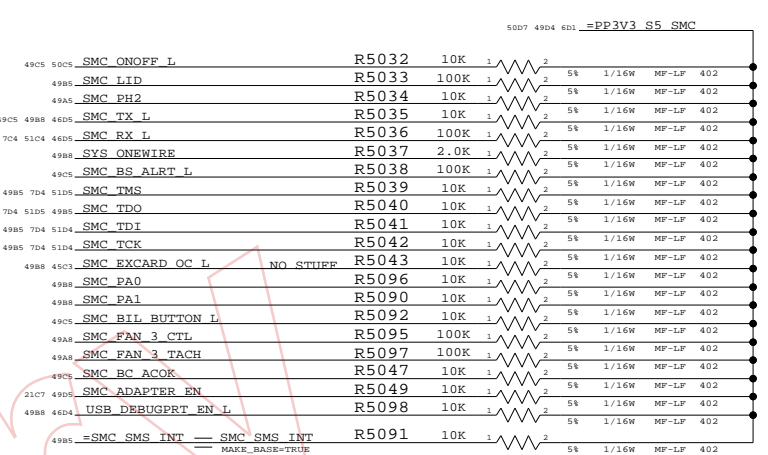 50D7 49D4 6D1 =PP3V3_S5_SMC
49C5 50C5 SMC_ONOFF_L R5032 10K 1 2
5% 1/16W MF-LF 402
49B5 SMC_LID R5033 100K 1 2
5% 1/16W MF-LF 402
49A5 SMC_PH2 R5034 10K 1 2
5% 1/16W MF-LF 402
49C5 49B8 46D5 SMC_TX_L R5035 10K 1 2
5% 1/16W MF-LF 402
7C4 51C4 46D5 SMC_RX_L R5036 100K 1 2
5% 1/16W MF-LF 402
49B8 SYS_ONEWIRE R5037 2.0K 1 2
5% 1/16W MF-LF 402
49C5 SMC_BS_ALRT_L R5038 100K 1 2
5% 1/16W MF-LF 402
49B5 7D4 51D5 SMC_TMS R5039 10K 1 2
5% 1/16W MF-LF 402
7D4 51D5 49B5 SMC_TDO R5040 10K 1 2
5% 1/16W MF-LF 402
49B5 7D4 51D4 SMC_TDI R5041 10K 1 2
5% 1/16W MF-LF 402
49B5 7D4 51D4 SMC_TCK R5042 10K 1 2
5% 1/16W MF-LF 402
49B8 45C3 SMC_EXCARD_OC_L NO STUFF R5043 10K 1 2
5% 1/16W MF-LF 402
49B8 SMC_PA0 R5096 10K 1 2
5% 1/16W MF-LF 402
49B8 SMC_PA1 R5090 10K 1 2
5% 1/16W MF-LF 402
49C5 SMC_BIL_BUTTON_L R5092 10K 1 2
5% 1/16W MF-LF 402
49A8 SMC_FAN_3_CTL R5095 100K 1 2
5% 1/16W MF-LF 402
49A8 SMC_FAN_3_TACH R5097 100K 1 2
5% 1/16W MF-LF 402
49C5 SMC_BC_ACOK R5047 10K 1 2
5% 1/16W MF-LF 402
21C7 49D5 SMC_ADAPTER_EN R5049 10K 1 2
5% 1/16W MF-LF 402
49B8 46D4 USB_DEBUGPRT_EN_L R5098 10K 1 2
5% 1/16W MF-LF 402
49B5 =SMC_SMS_INT SMC_SMS_INT R5091 10K 1 2
MAKE_BASE=TRUE 5% 1/16W MF-LF 402